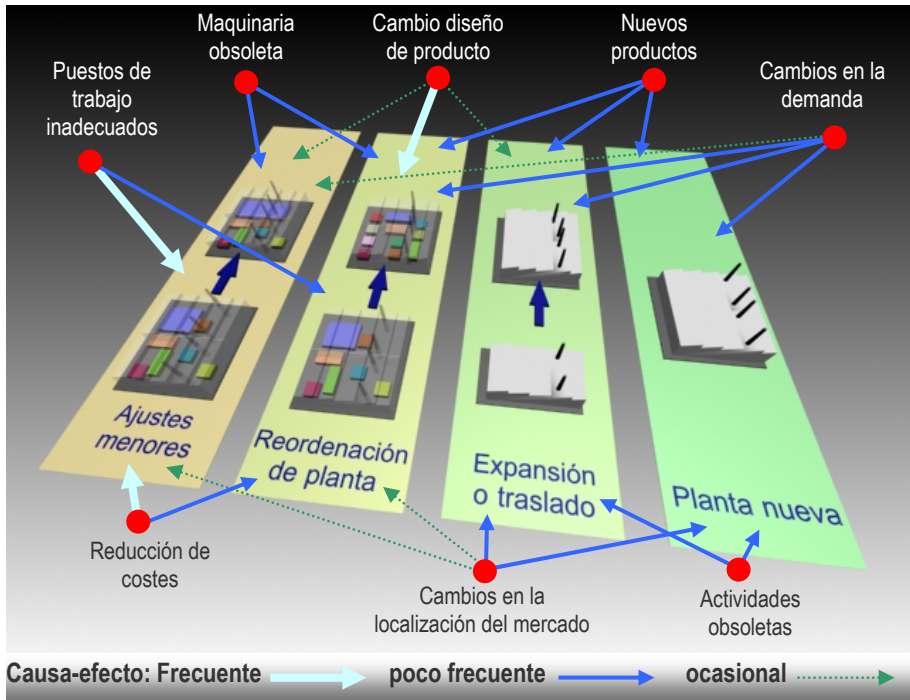 Maquinaria
obsoleta
Cambio diseño
de producto
Nuevos
productos
Puestos de
trabajo
inadecuados
Cambios en la
demanda
Ajustes
menores
Reordenación
de planta
Expansión
o traslado
Planta nueva
Reducción de
costes
Cambios en la
localización del mercado
Actividades
obsoletas
Causa-efecto: Frecuente poco frecuente ocasional